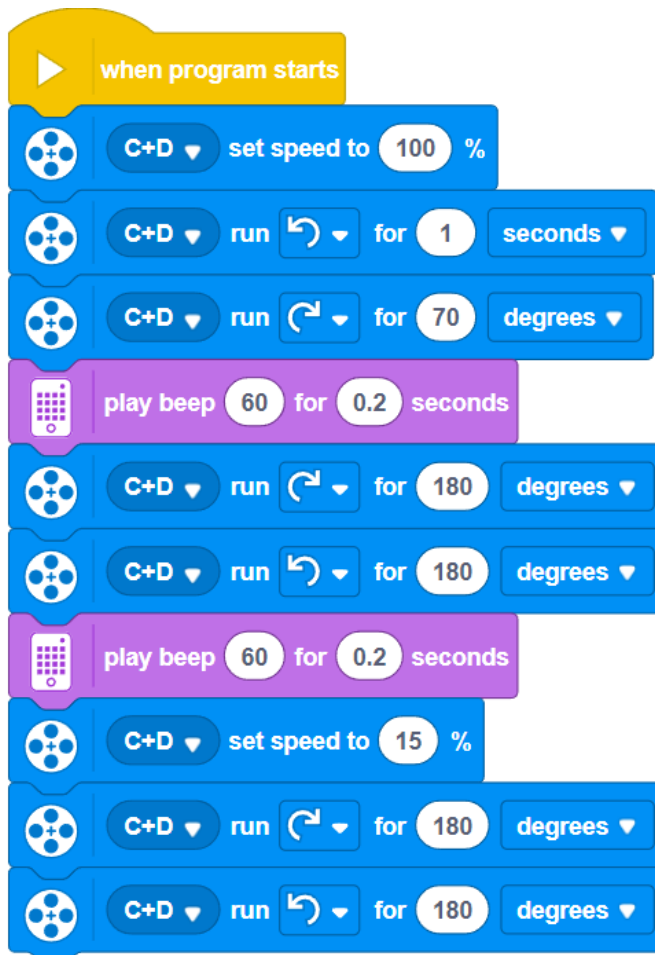 when program starts
C+D set speed to 100 %
C+D run for 1 seconds
C+D run for 70 degrees
play beep 60 for 0.2 seconds
C+D run for 180 degrees
C+D run for 180 degrees
play beep 60 for 0.2 seconds
C+D set speed to 15 %
C+D run for 180 degrees
C+D run for 180 degrees